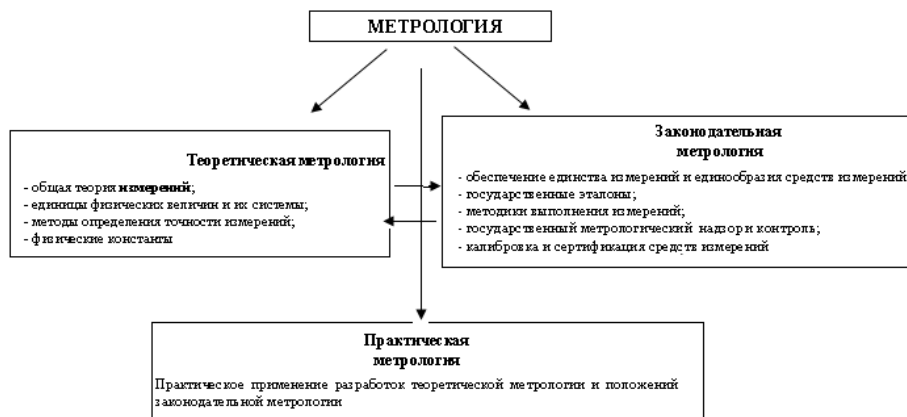 МЕТРОЛОГИЯ
Теоретическая метрология
- общая теория измерений;
- единицы физических величин и их системы;
- методы определения точности измерений;
- физические константы
Законодательная
метрология
- обеспечение единства измерений и единообразия средств измерений
- государственные эталоны;
- методики выполнения измерений;
- государственный метрологический надзор и контроль;
- калибровка и сертификация средств измерений
Практическая
метрология
Практическое применение разработок теоретической метрологии и положений
законодательной метрологии